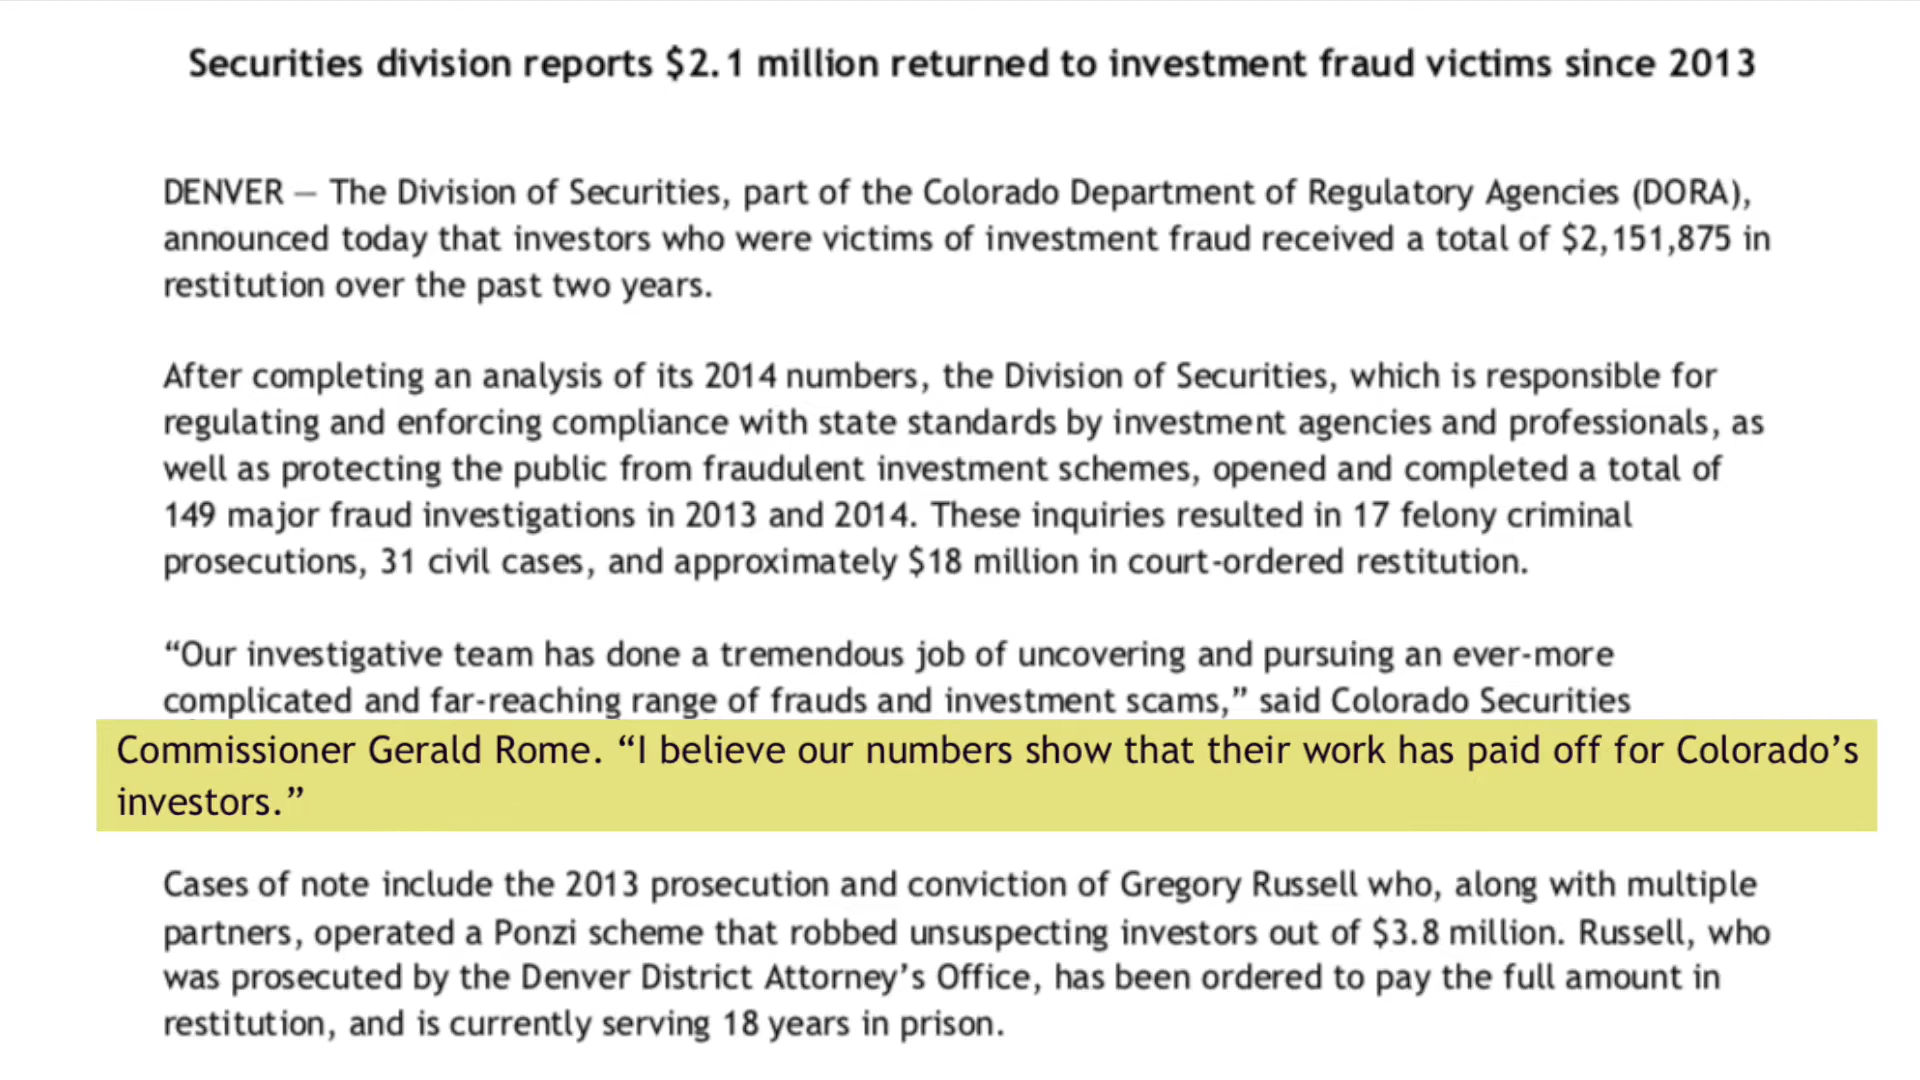 Securities division reports $2.1 million returned to investment fraud victims since 2013
DENVER — The Division of Securities, part of the Colorado Department of Regulatory Agencies (DORA),
announced today that investors who were victims of investment fraud received a total of $2,151,875 in
restitution over the past two years.
After completing an analysis of its 2014 numbers, the Division of Securities, which is responsible for
regulating and enforcing compliance with state standards by investment agencies and professionals, as
well as protecting the public from fraudulent investment schemes, opened and completed a total of
149 major fraud investigations in 2013 and 2014. These inquiries resulted in 17 felony criminal
prosecutions, 31 civil cases, and approximately $18 million in court-ordered restitution.
“Our investigative team has done a tremendous job of uncovering and pursuing an ever-more
complicated and far-reaching range of frauds and investment scams,” said Colorado Securities
Commissioner Gerald Rome. “I believe our numbers show that their work has paid off for Colorado’s
investors.”
Cases of note include the 2013 prosecution and conviction of Gregory Russell who, along with multiple
partners, operated a Ponzi scheme that robbed unsuspecting investors out of $3.8 million. Russell, who
was prosecuted by the Denver District Attorney’s Office, has been ordered to pay the full amount in
restitution, and is currently serving 18 years in prison.